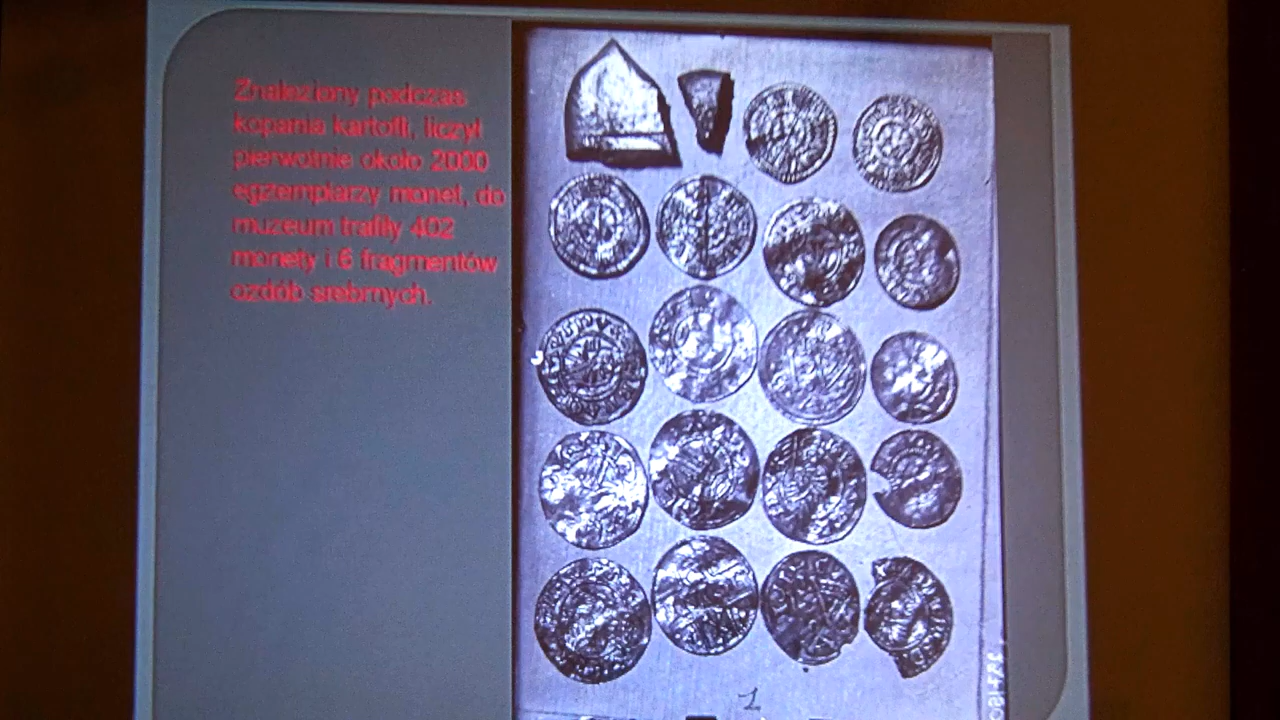 Znaleziony podczas
kopania kartofli, liczył
pierwotnie około 2000
egzemplarzy monet, do
muzeum trafiły 402
monety i 6 fragmentów
ozdób srebrnych.
1